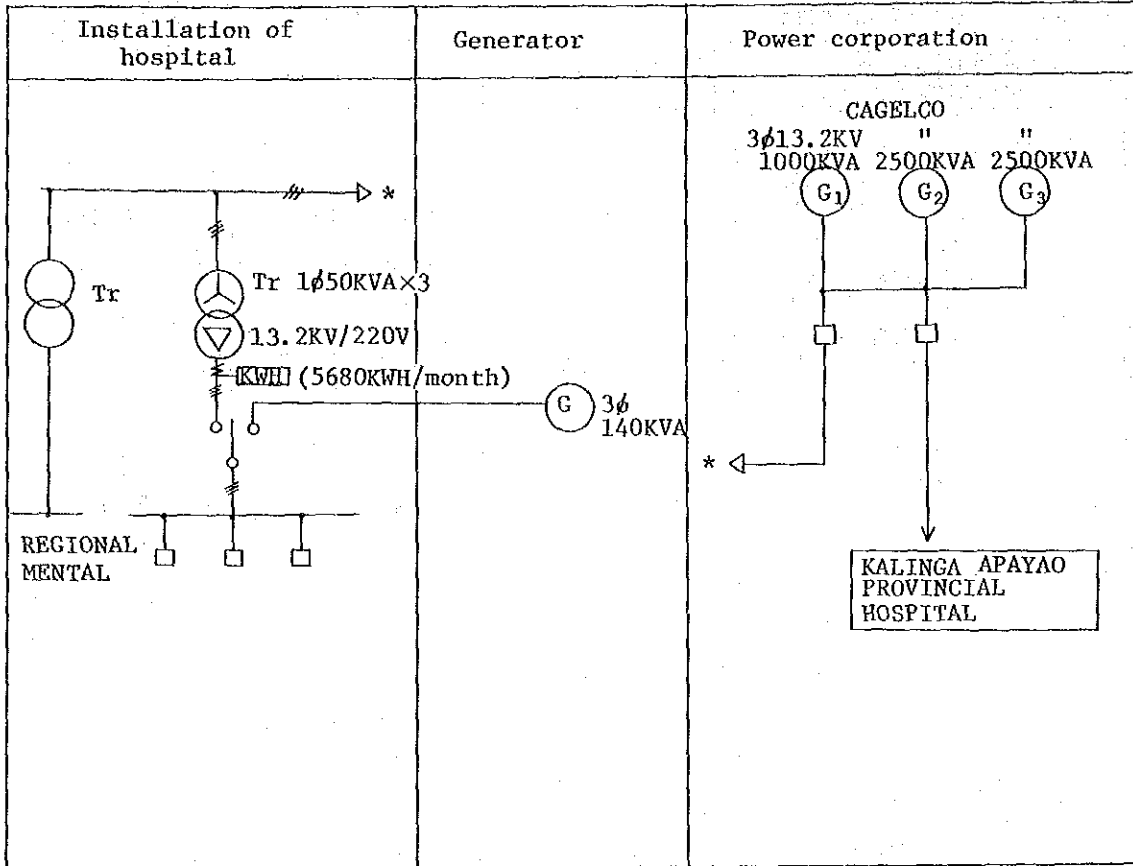 Installation of
hospital
Generator
Power corporation
CAGELCO
3ϕ13.2KV " "
1000KVA 2500KVA 2500KVA
G1 G2 G3
*
Tr
Tr 1ϕ50KVA×3
13.2KV/220V
KWH (5680KWH/month)
G 3ϕ
140KVA
*
REGIONAL
MENTAL
KALINGA APAYAO
PROVINCIAL
HOSPITAL